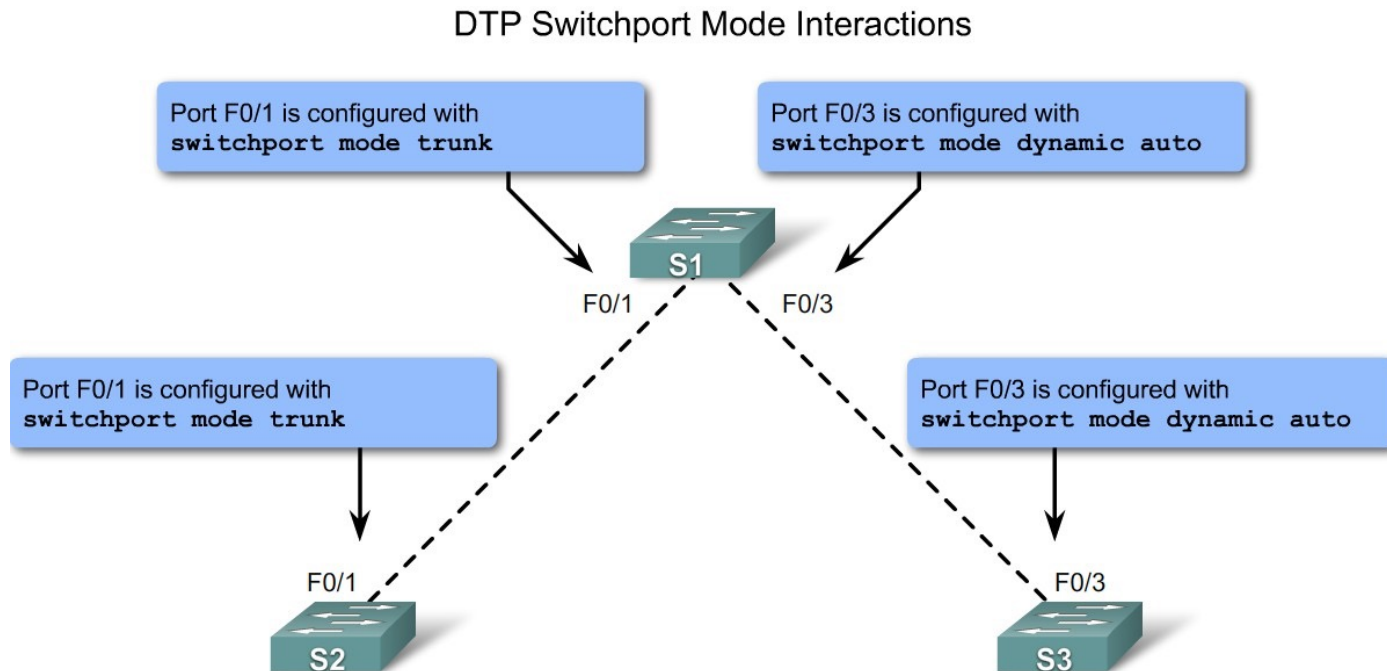 DTP Switchport Mode Interactions
Port F0/1 is configured with
switchport mode trunk
Port F0/3 is configured with
switchport mode dynamic auto
S1
F0/1
F0/3
Port F0/1 is configured with
switchport mode trunk
Port F0/3 is configured with
switchport mode dynamic auto
F0/1
F0/3
S2
S3